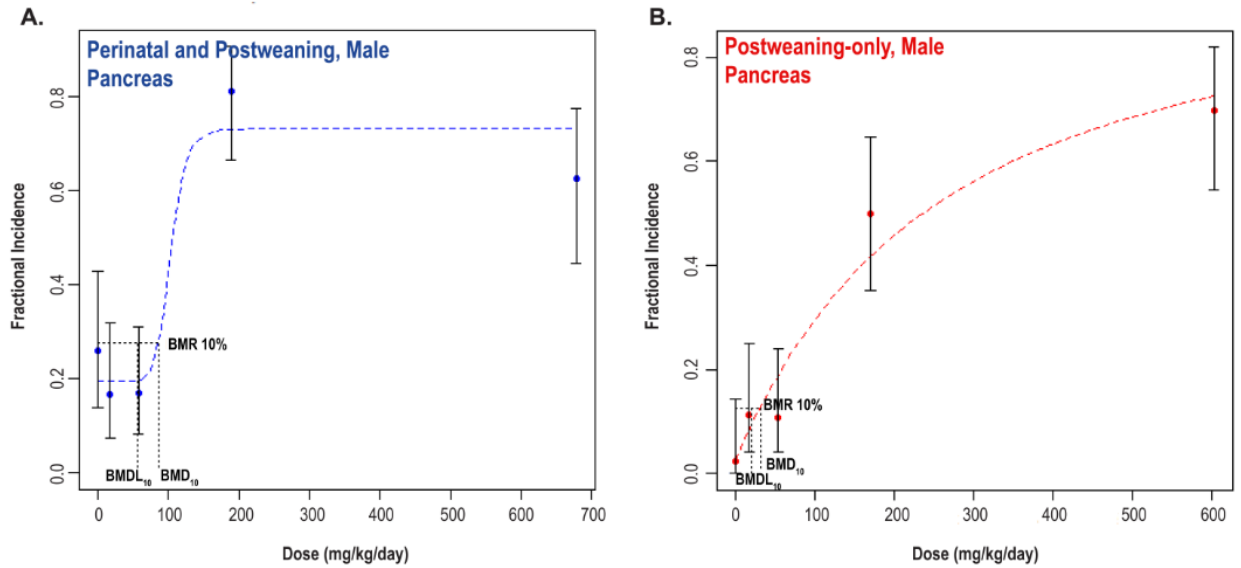 A.
Perinatal and Postweaning, Male
Pancreas
Fractional Incidence
0.8
0.6
0.4
0.2
0.0
BMR 10%
BMDL10
BMD10
0
100
200
300
400
500
600
700
Dose (mg/kg/day)
B.
Postweaning-only, Male
Pancreas
Fractional Incidence
0.8
0.6
0.4
0.2
0.0
BMR 10%
BMD10
BMDL10
0
100
200
300
400
500
600
Dose (mg/kg/day)